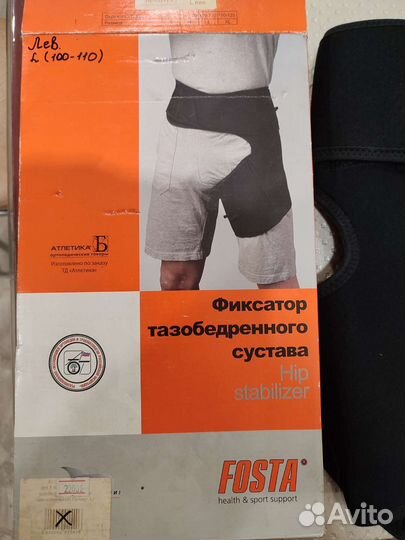 Лев.
L (100-110)
АТЛЕТИКА
Б
ортопедические товары
Изготовлено по заказу
ТД «Атлетика»
Фиксатор
тазобедренного
сустава
Hip
stabilizer
FOSTA
health & sport support
Avito